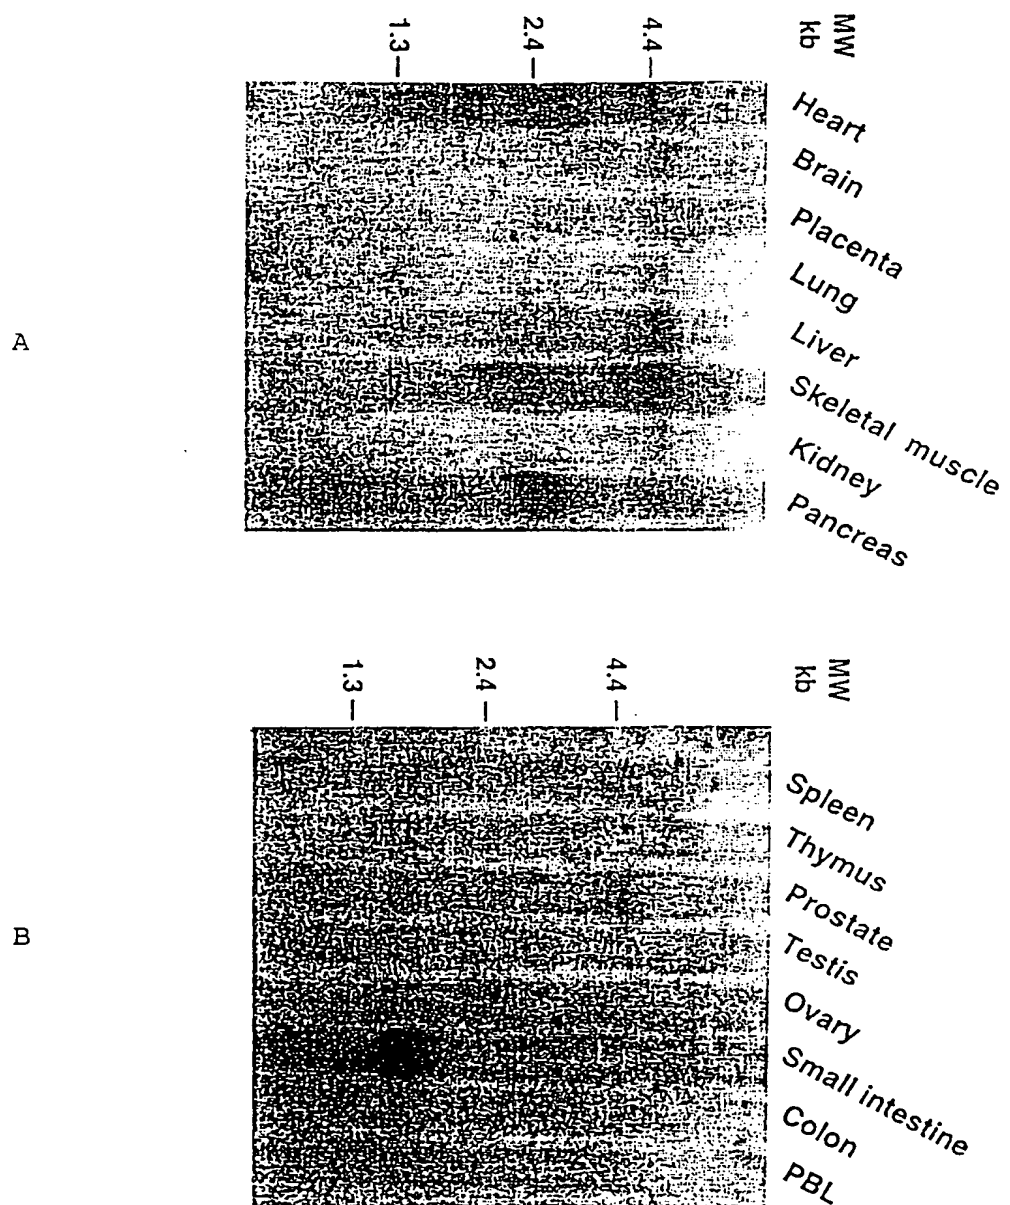 MW
kb
4.4
2.4
1.3
Heart
Brain
Placenta
Lung
Liver
Skeletal muscle
Kidney
Pancreas
A
MW
kb
4.4
2.4
1.3
Spleen
Thymus
Prostate
Testis
Ovary
Small intestine
Colon
PBL
B